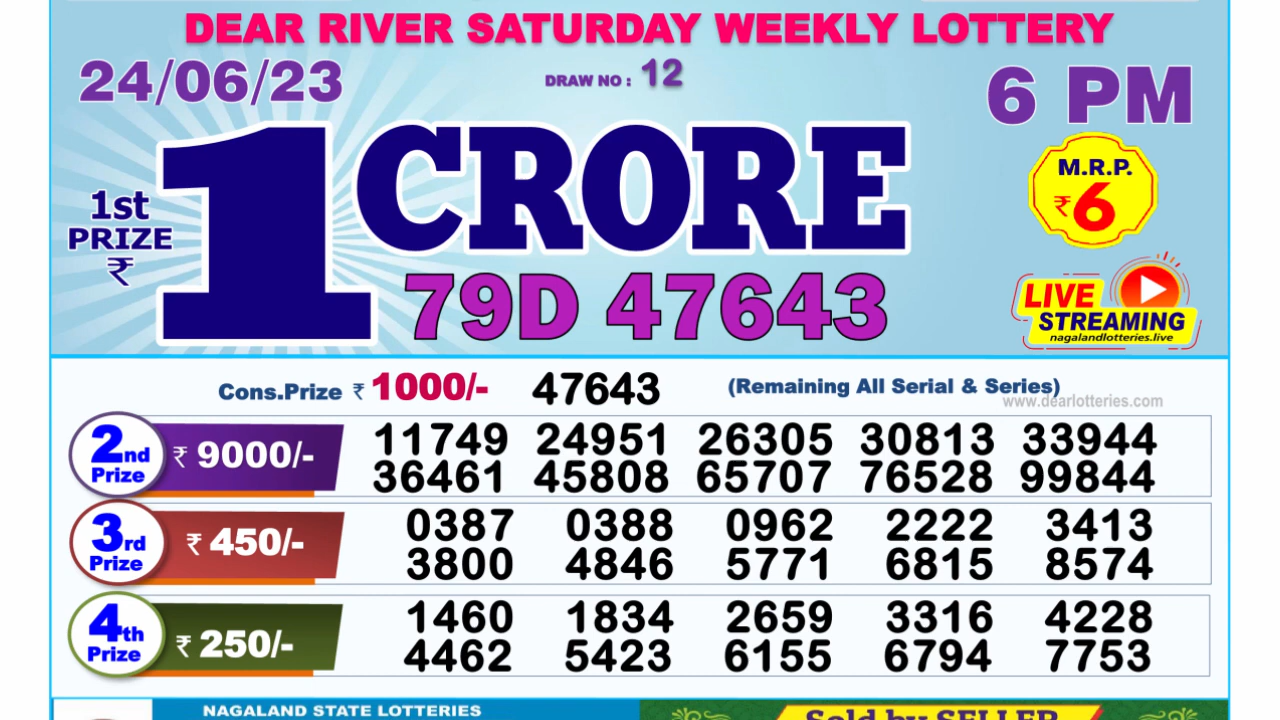 DEAR RIVER SATURDAY WEEKLY LOTTERY
24/06/23
DRAW NO : 12
6 PM
1st PRIZE ₹
1 CRORE
M.R.P.
₹6
79D 47643
LIVE
STREAMING
nagalandlotteries.live
Cons.Prize ₹ 1000/- 47643 (Remaining All Serial & Series)
www.dearlotteries.com
2nd Prize ₹ 9000/-
11749 24951 26305 30813 33944
36461 45808 65707 76528 99844
3rd Prize ₹ 450/-
0387 0388 0962 2222 3413
3800 4846 5771 6815 8574
4th Prize ₹ 250/-
1460 1834 2659 3316 4228
4462 5423 6155 6794 7753
NAGALAND STATE LOTTERIES
Sold by SELLER